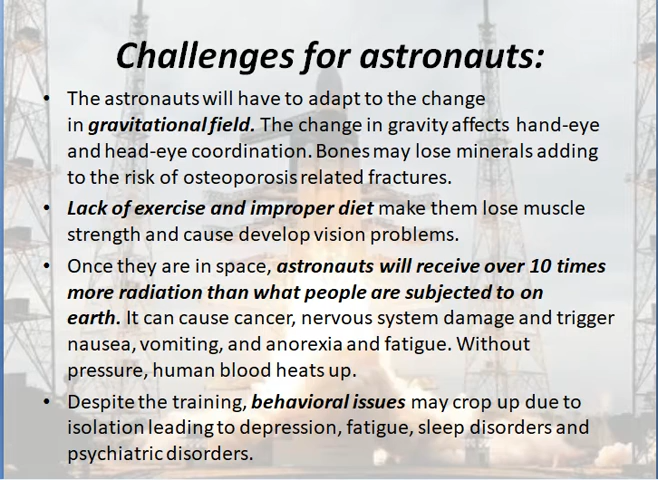 Challenges for astronauts:
• The astronauts will have to adapt to the change
in gravitational field. The change in gravity affects hand-eye
and head-eye coordination. Bones may lose minerals adding
to the risk of osteoporosis related fractures.
• Lack of exercise and improper diet make them lose muscle
strength and cause develop vision problems.
• Once they are in space, astronauts will receive over 10 times
more radiation than what people are subjected to on
earth. It can cause cancer, nervous system damage and trigger
nausea, vomiting, and anorexia and fatigue. Without
pressure, human blood heats up.
• Despite the training, behavioral issues may crop up due to
isolation leading to depression, fatigue, sleep disorders and
psychiatric disorders.